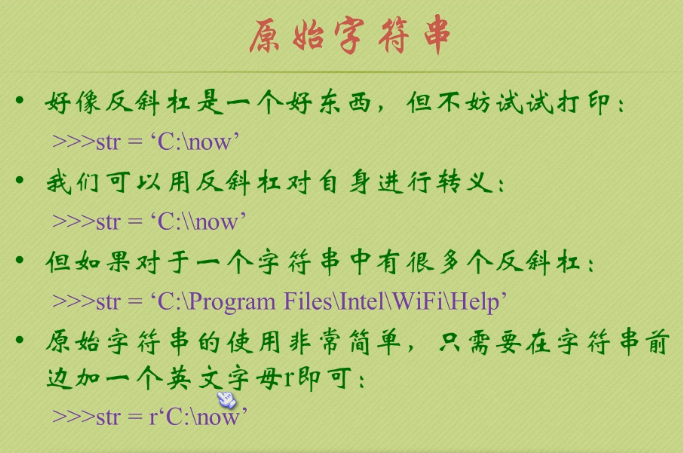 原始字符串
• 好像反斜杠是一个好东西，但不妨试试打印：
>>>str = ‘C:\now’
• 我们可以用反斜杠对自身进行转义：
>>>str = ‘C:\\now’
• 但如果对于一个字符串中有很多个反斜杠：
>>>str = ‘C:\Program Files\Intel\WiFi\Help’
• 原始字符串的使用非常简单，只需要在字符串前
边加一个英文字母r即可：
>>>str = r‘C:\now’